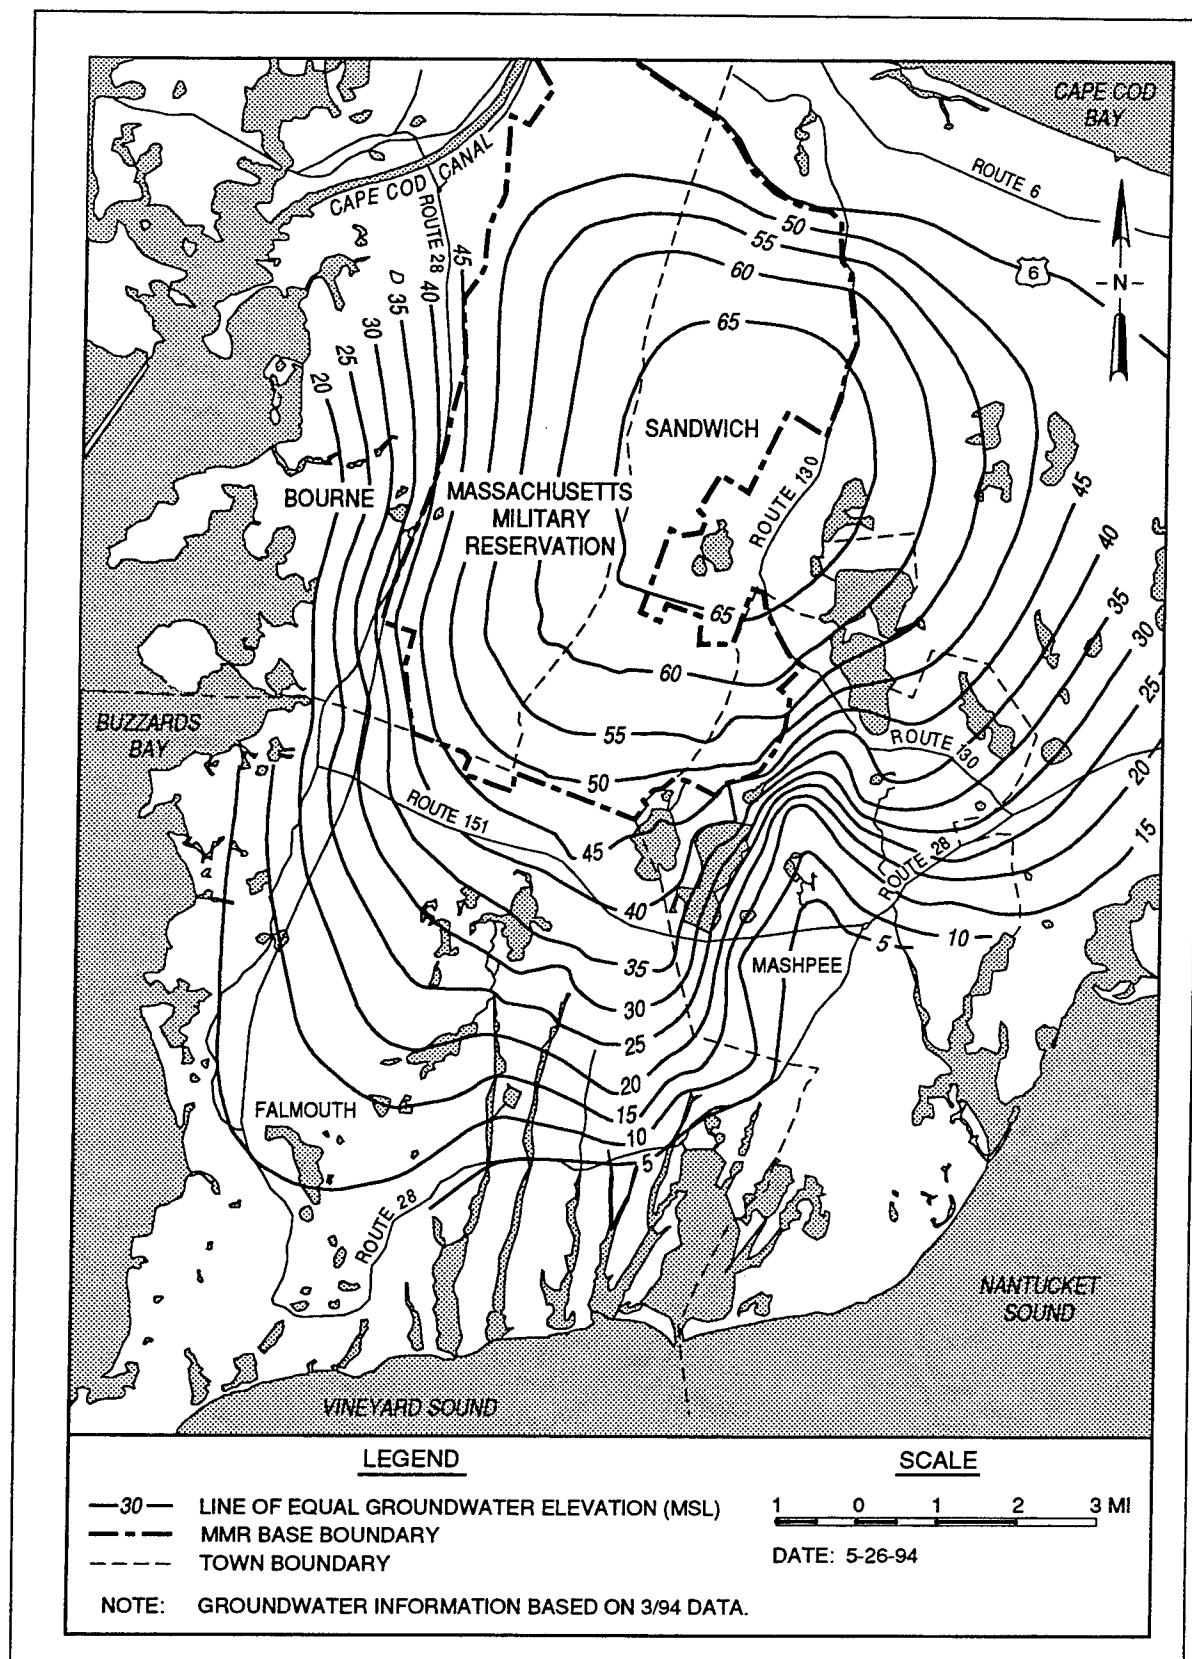 CAPE COD
BAY
ROUTE 6
6
-N-
CAPE COD CANAL
ROUTE 28
45
40
35
30
25
20
50
55
60
65
SANDWICH
BOURNE
MASSACHUSETTS
MILITARY
RESERVATION
ROUTE 130
45
40
35
30
25
20
15
65
60
55
50
45
40
35
30
25
20
15
10
5
BUZZARDS
BAY
ROUTE 130
ROUTE 151
ROUTE 28
10
5
MASHPEE
FALMOUTH
ROUTE 28
NANTUCKET
SOUND
VINEYARD SOUND
LEGEND
30 LINE OF EQUAL GROUNDWATER ELEVATION (MSL)
MMR BASE BOUNDARY
TOWN BOUNDARY
NOTE: GROUNDWATER INFORMATION BASED ON 3/94 DATA.
SCALE
1 0 1 2 3 MI
DATE: 5-26-94